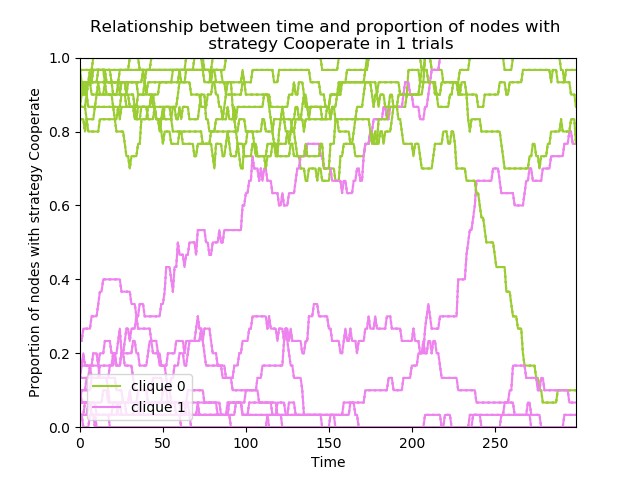 Relationship between time and proportion of nodes with
strategy Cooperate in 1 trials
Proportion of nodes with strategy Cooperate
1.0
0.8
0.6
0.4
0.2
0.0
clique 0
clique 1
0 50 100 150 200 250
Time